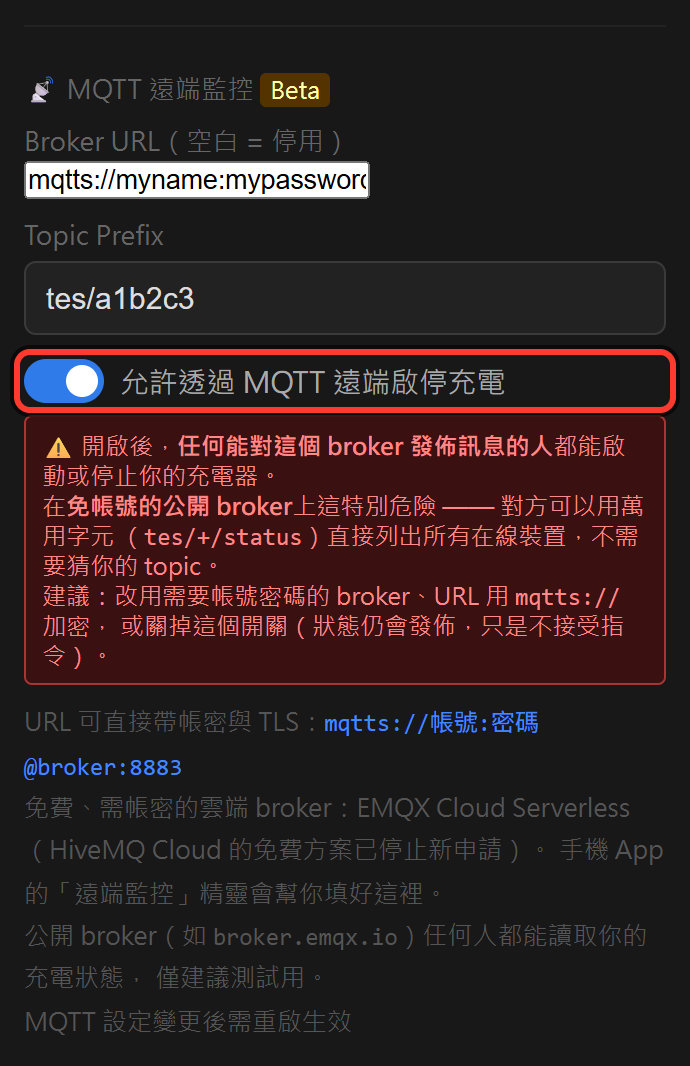 MQTT 遠端監控 Beta
Broker URL（空白 = 停用）
mqtts://myname:mypassword
Topic Prefix
tes/a1b2c3
允許透過 MQTT 遠端啟停充電
⚠️ 開啟後，任何能對這個 broker 發佈訊息的人都能啟
動或停止你的充電器。
在免帳號的公開 broker上這特別危險 —— 對方可以用萬
用字元（tes/+/status）直接列出所有在線裝置，不需
要猜你的 topic。
建議：改用需要帳號密碼的 broker、URL 用 mqtts://
加密， 或關掉這個開關（狀態仍會發佈，只是不接受指
令）。
URL 可直接帶帳密與 TLS：mqtts://帳號:密碼
@broker:8883
免費、需帳密的雲端 broker：EMQX Cloud Serverless
（HiveMQ Cloud 的免費方案已停止新申請）。 手機 App
的「遠端監控」精靈會幫你填好這裡。
公開 broker（如 broker.emqx.io）任何人都能讀取你的
充電狀態， 僅建議測試用。
MQTT 設定變更後需重啟生效